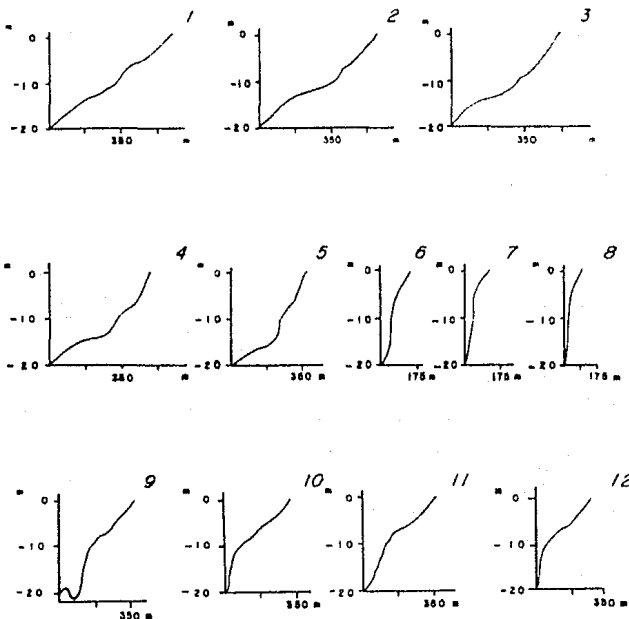 1 2 3
m 0 m 0 m 0
-10 -10 -10
-20 -20 -20
350 m 350 m 350 m
4 5 6 7 8
m 0 m 0 m 0 m 0 m 0
-10 -10 -10 -10 -10
-20 -20 -20 -20 -20
350 m 350 m 175 m 175 m 175 m
9 10 11 12
m 0 m 0 m 0 m 0
-10 -10 -10 -10
-20 -20 -20 -20
350 m 350 m 350 m 350 m